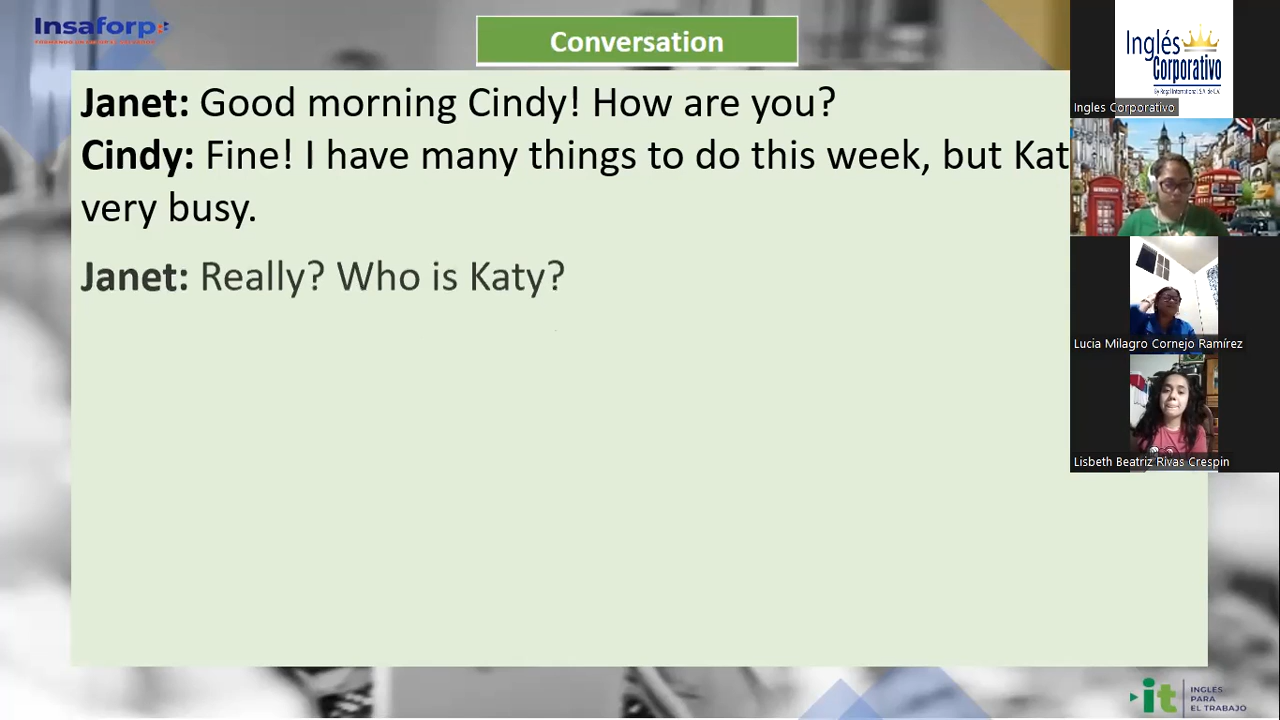 Insaforp
Conversation
Janet: Good morning Cindy! How are you?
Cindy: Fine! I have many things to do this week, but Kat
very busy.
Janet: Really? Who is Katy?
Inglés
Corporativo
Ingles Corporativo
Lucia Milagro Cornejo Ramírez
Lisbeth Beatriz Rivas Crespin
it
INGLÉS
PARA
EL TRABAJO